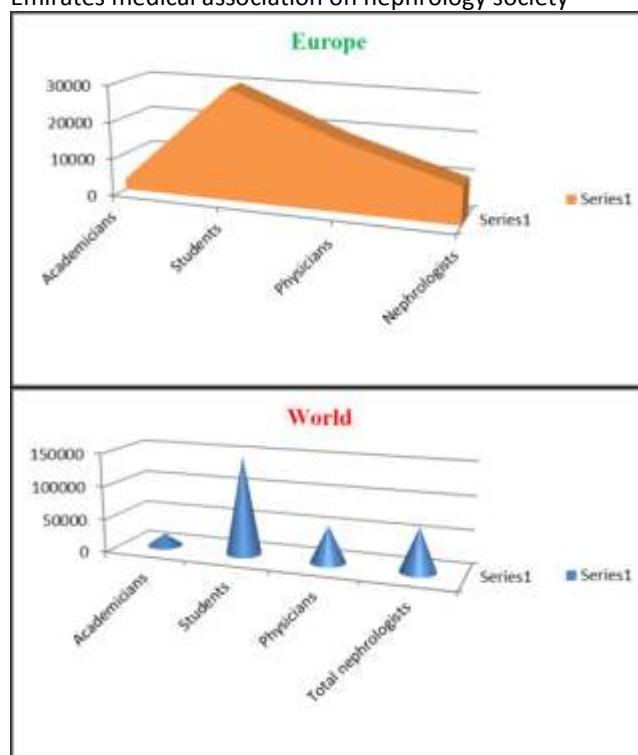 Emirates medical association on nephrology society
Europe
30000
20000
10000
0
Academicians
Students
Physicians
Nephrologists
Series1
Series1
World
150000
100000
50000
0
Academicians
Students
Physicians
Total nephrologists
Series1
Series1